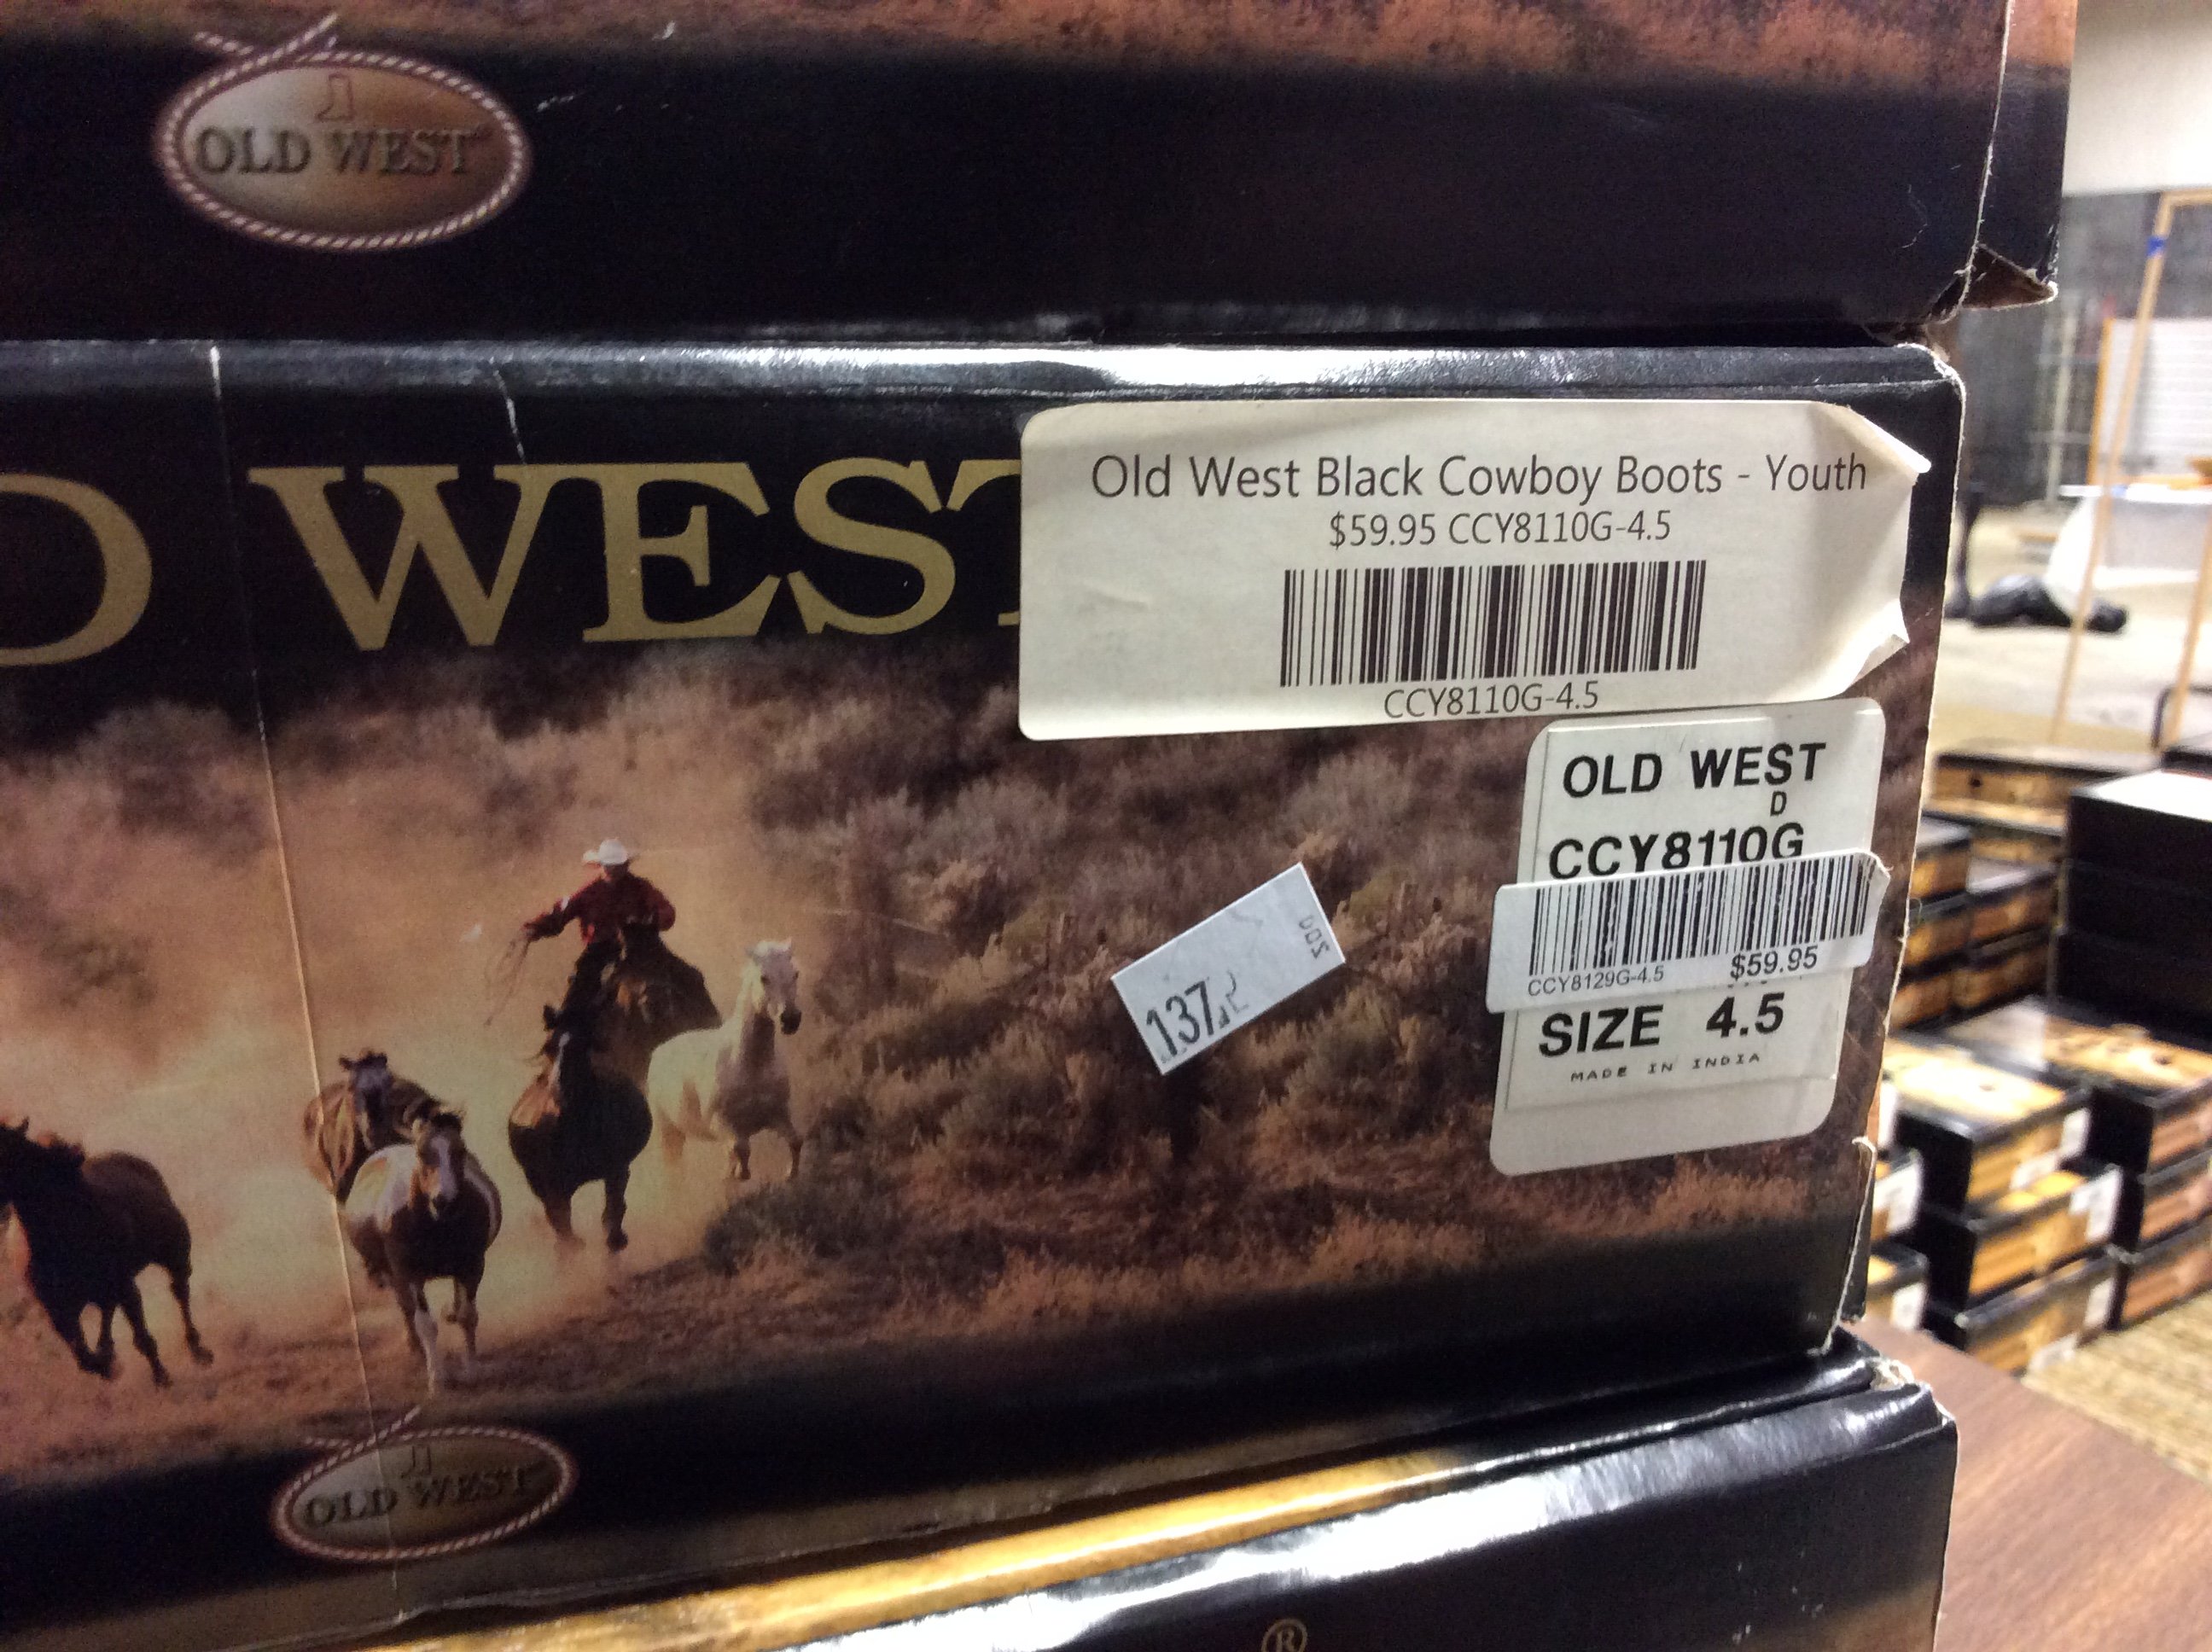 OLD WEST
D WEST
Old West Black Cowboy Boots - Youth
$59.95 CCY8110G-4.5
CCY8110G-4.5
OLD WEST
D
CCY8110G
CCY8129G-4.5 $59.95
SIZE 4.5
MADE IN INDIA
137
OLD WEST
®